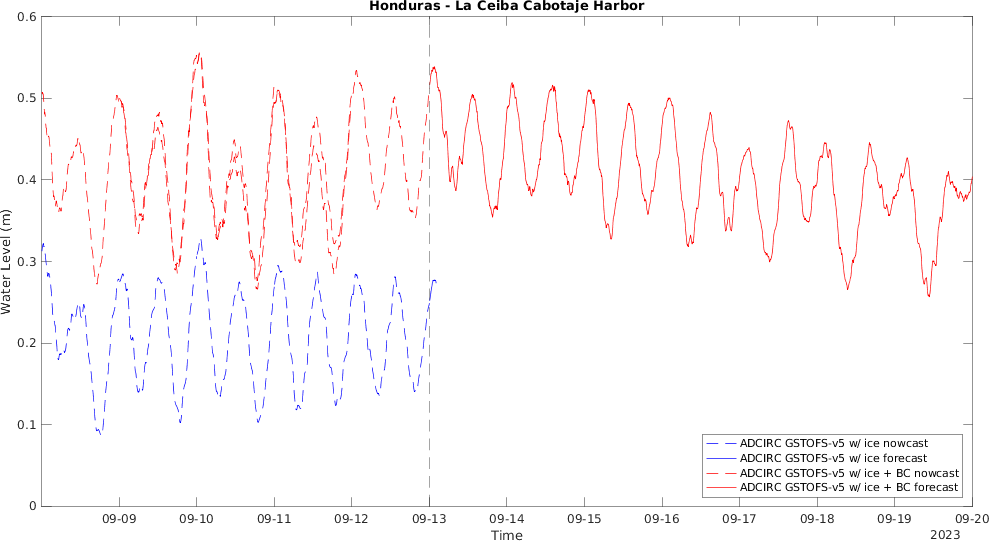 Honduras - La Ceiba Cabotaje Harbor
0.6
0.5
0.4
0.3
0.2
0.1
0
Water Level (m)
ADCIRC GSTOFS-v5 w/ ice nowcast
ADCIRC GSTOFS-v5 w/ ice forecast
ADCIRC GSTOFS-v5 w/ ice + BC nowcast
ADCIRC GSTOFS-v5 w/ ice + BC forecast
09-09 09-10 09-11 09-12 09-13 09-14 09-15 09-16 09-17 09-18 09-19 09-20
Time
2023